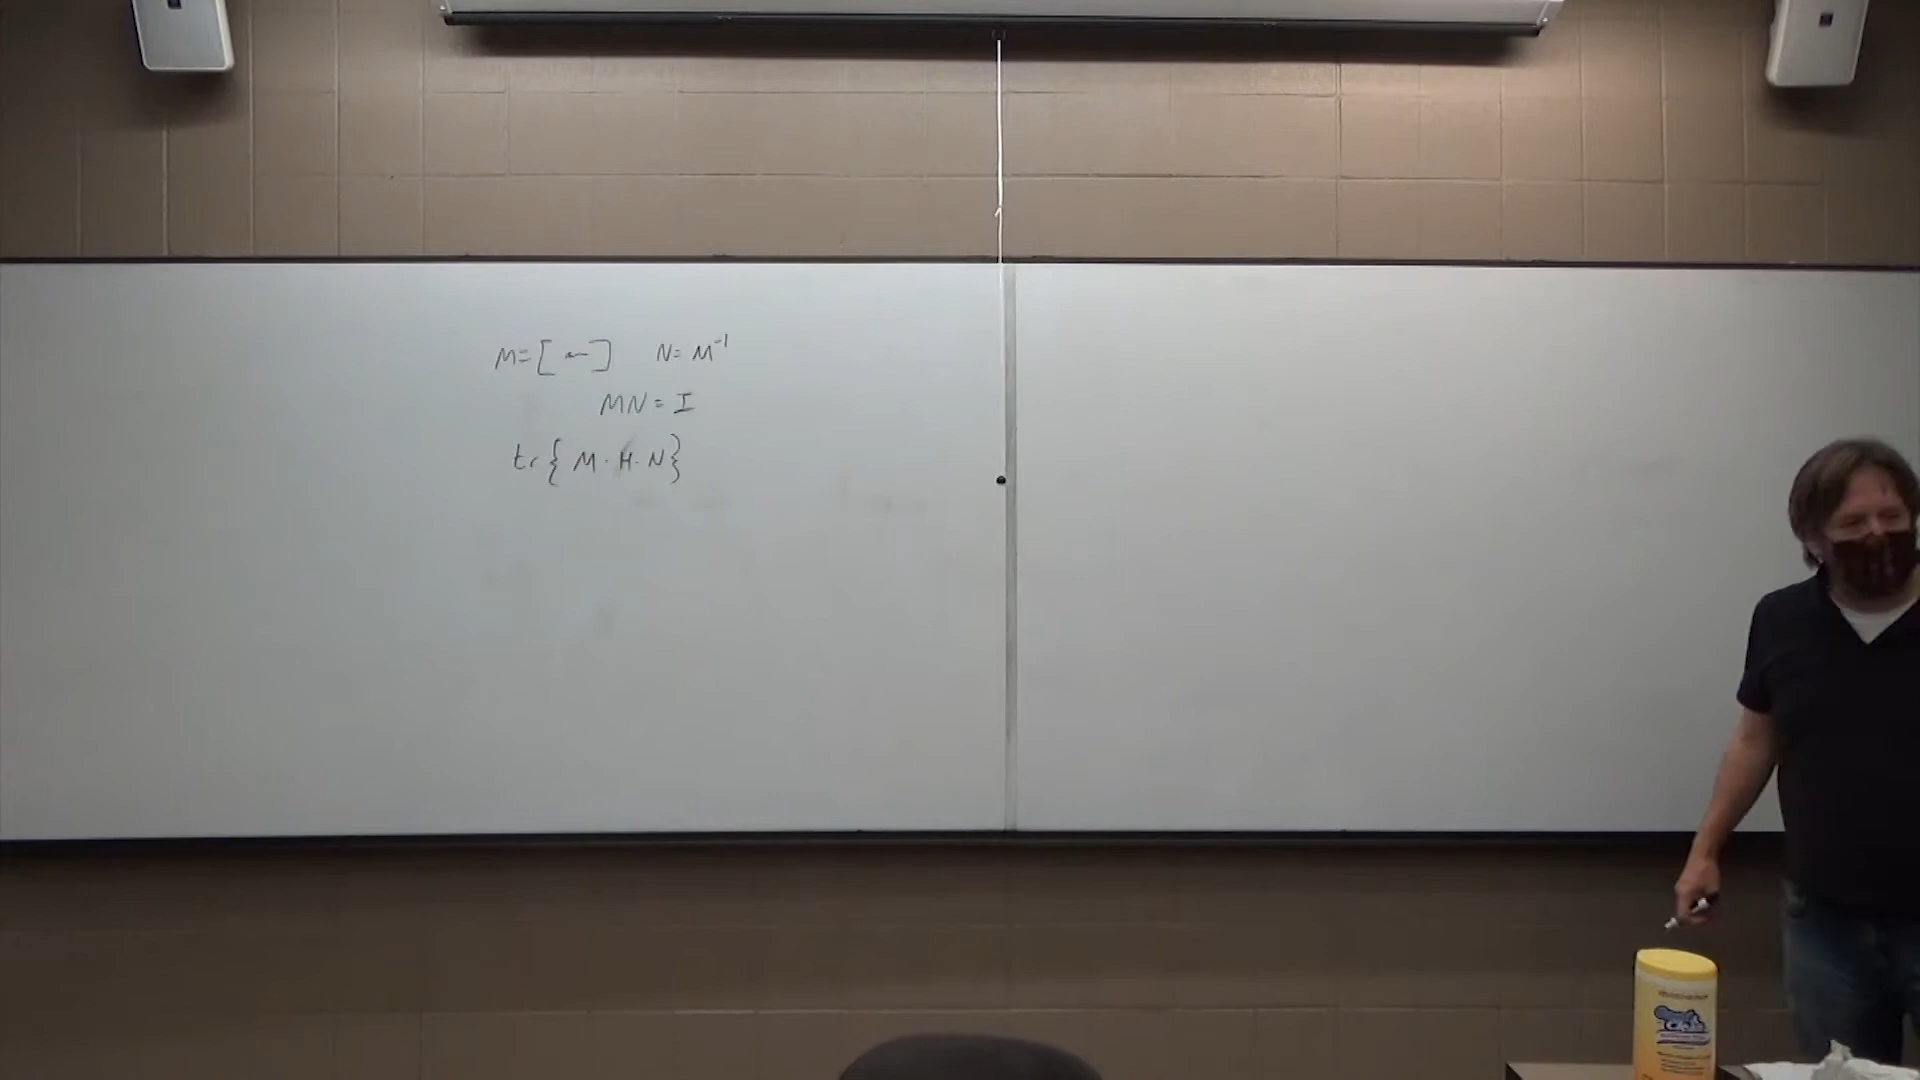 M=[ ~ ] N= M⁻¹
MN = I
tr{ M · H · N}